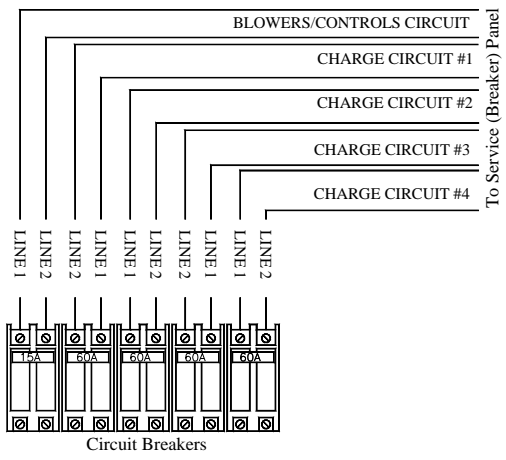 BLOWERS/CONTROLS CIRCUIT
CHARGE CIRCUIT #1
CHARGE CIRCUIT #2
CHARGE CIRCUIT #3
CHARGE CIRCUIT #4
To Service (Breaker) Panel
LINE 1
LINE 2
LINE 2
LINE 1
LINE 1
LINE 2
LINE 2
LINE 1
LINE 1
LINE 2
15A
60A
60A
60A
60A
Circuit Breakers